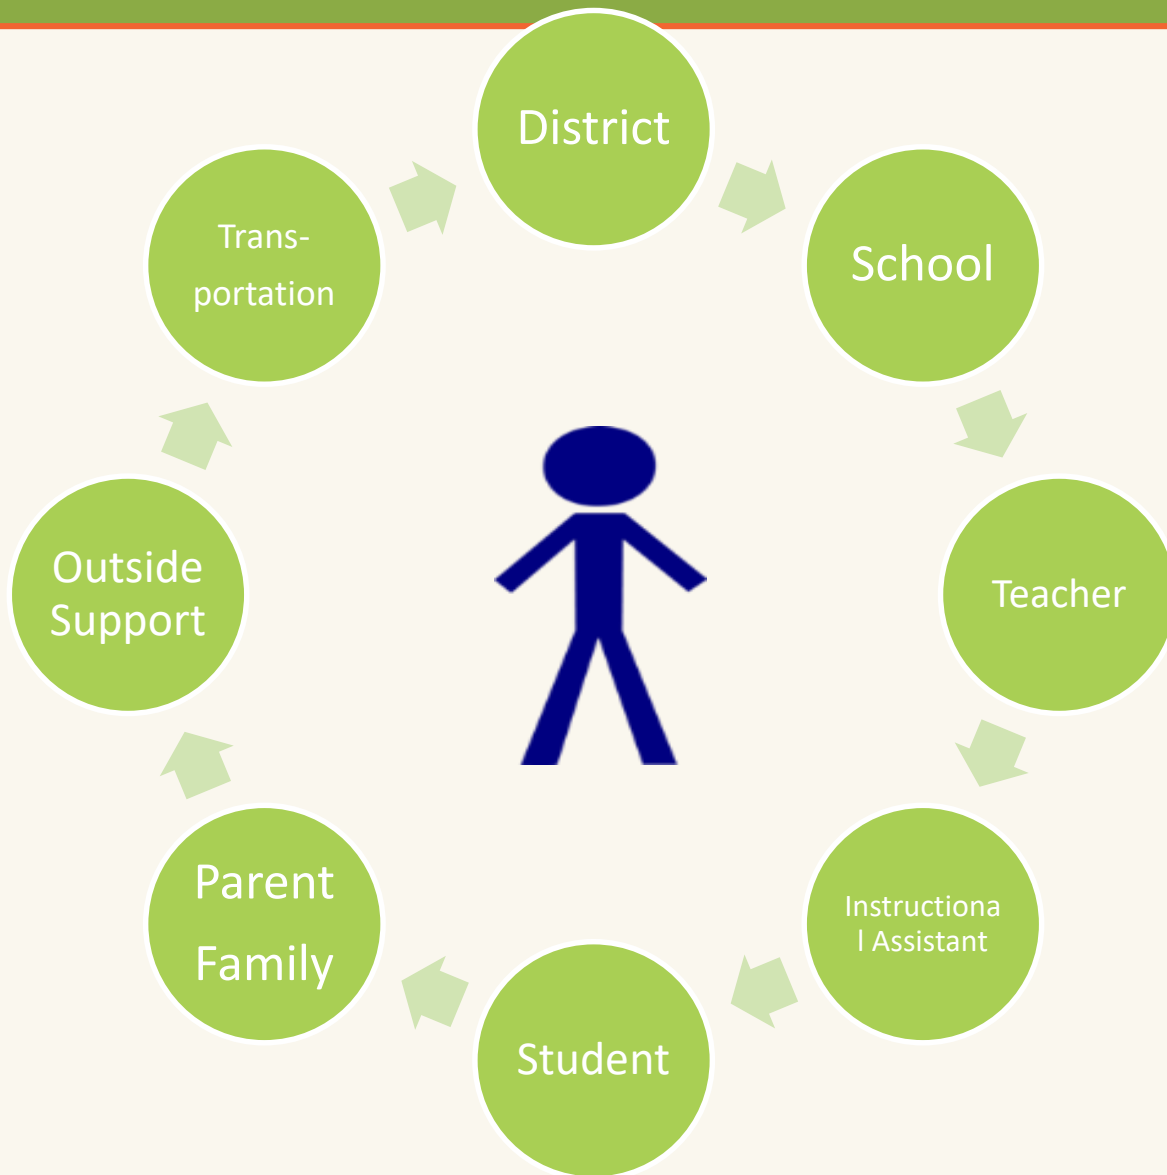 District
School
Teacher
Instructiona
l Assistant
Student
Parent
Family
Outside
Support
Trans-
portation